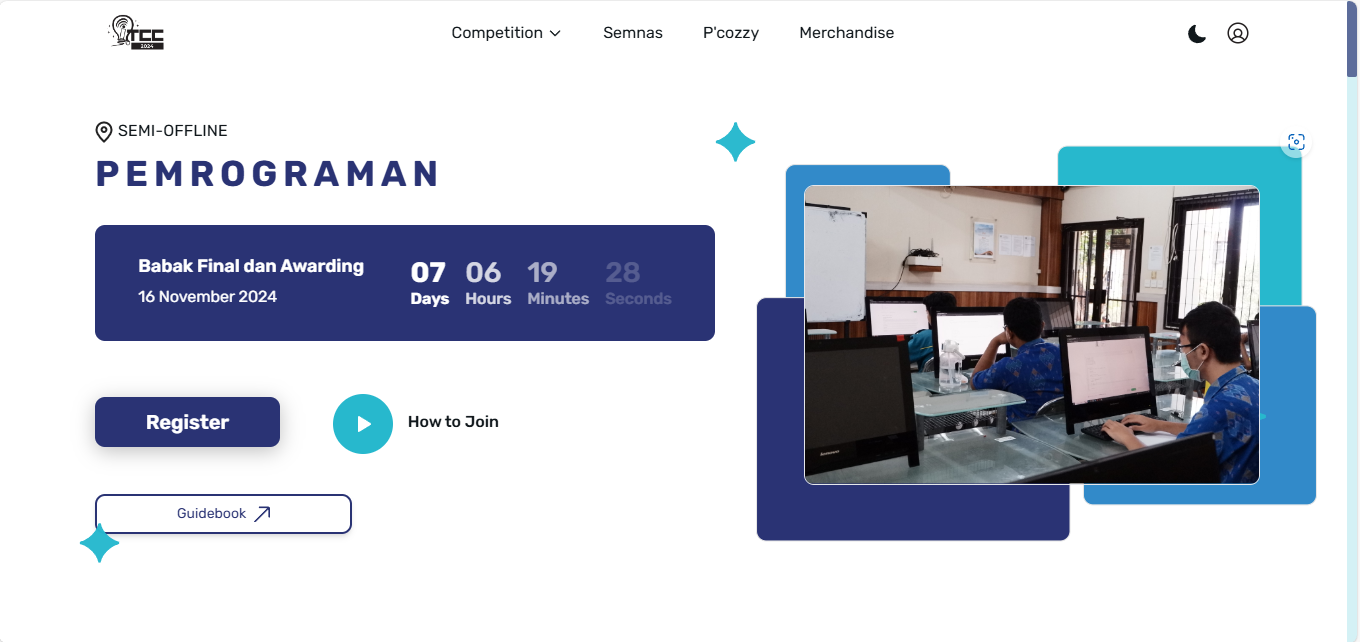 TCC
2024
Competition
Semnas
P'cozzy
Merchandise
SEMI-OFFLINE
PEMROGRAMAN
Babak Final dan Awarding
16 November 2024
07 06 19 28
Days Hours Minutes Seconds
Register
How to Join
Guidebook